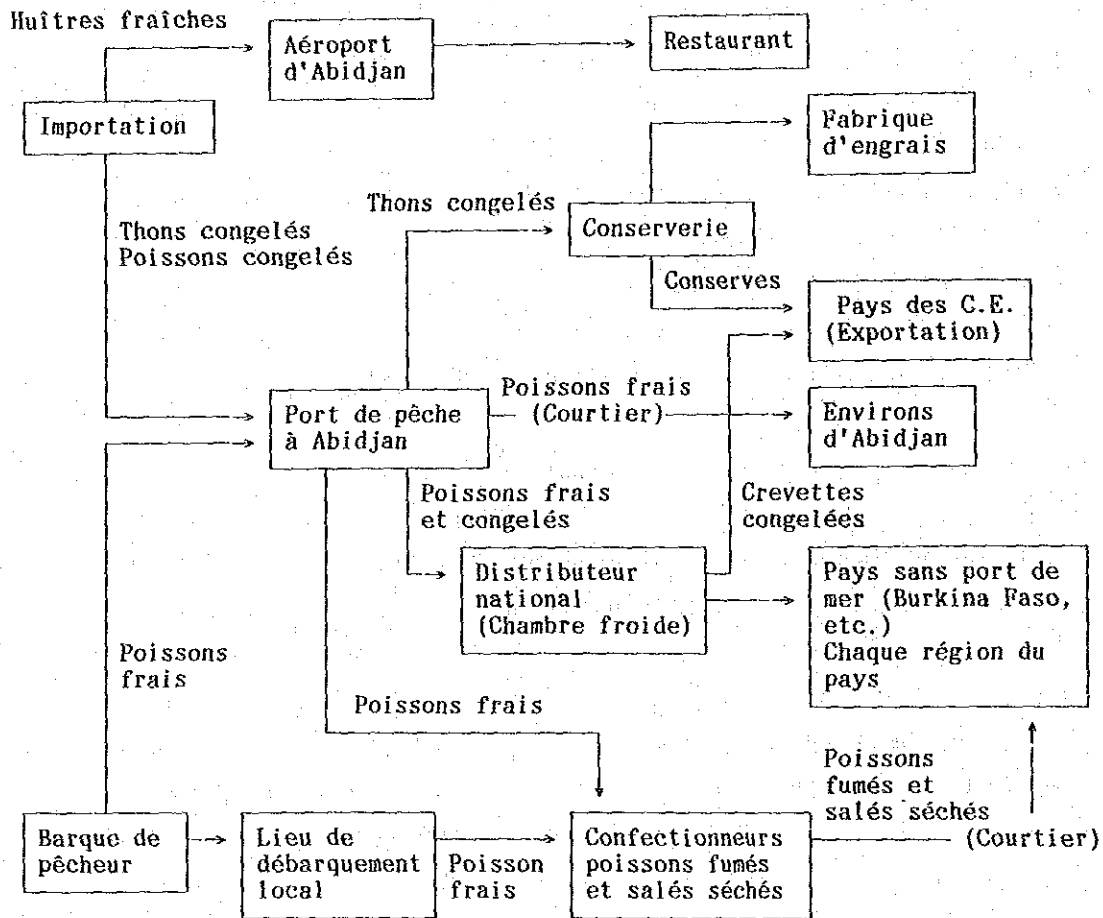 Huîtres fraîches
Aéroport
d'Abidjan
Restaurant
Importation
Fabrique
d'engrais
Thons congelés
Poissons congelés
Thons congelés
Conserverie
Conserves
Pays des C.E.
(Exportation)
Port de pêche
à Abidjan
Poissons frais
(Courtier)
Environs
d'Abidjan
Poissons frais
et congelés
Crevettes
congelées
Distributeur
national
(Chambre froide)
Pays sans port de
mer (Burkina Faso,
etc.)
Chaque région du
pays
Poissons
frais
Poissons frais
Poissons
fumés et
salés séchés
(Courtier)
Barque de
pêcheur
Lieu de
débarquement
local
Poisson
frais
Confectionneurs
poissons fumés
et salés séchés